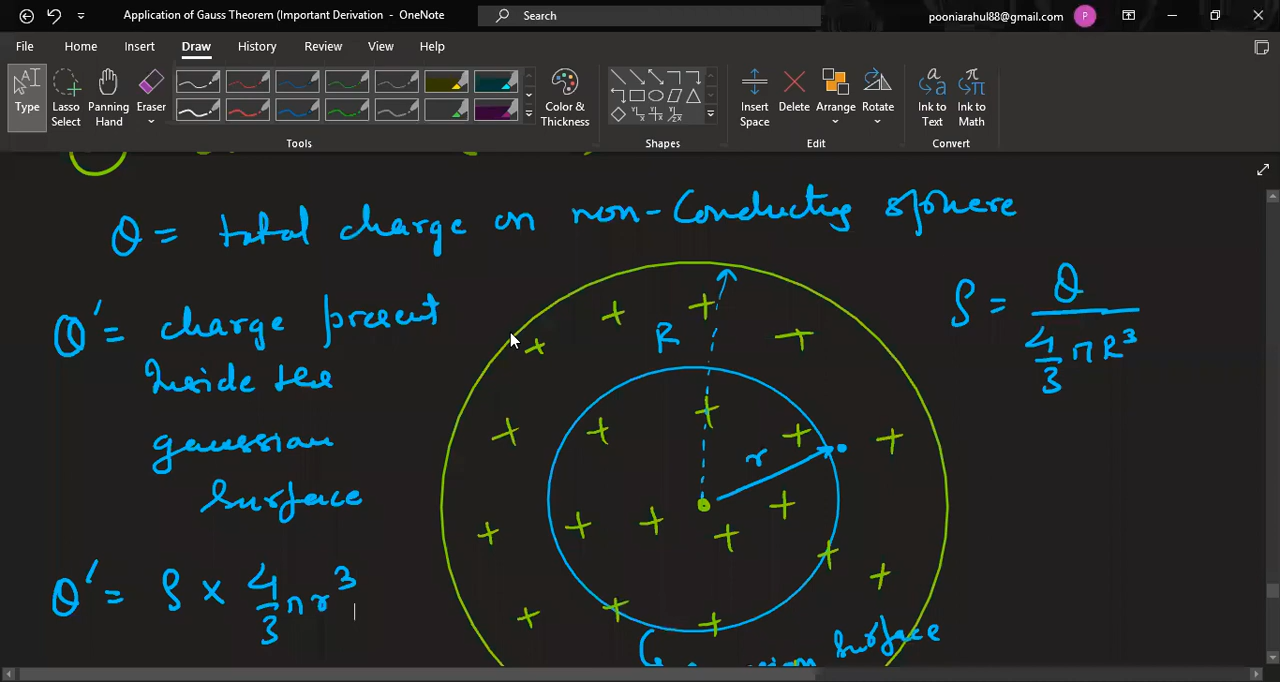 Application of Gauss Theorem (Important Derivation - OneNote
Search
pooniarahul88@gmail.com
P
File Home Insert Draw History Review View Help
Type
Lasso Select
Panning Hand
Eraser
Color & Thickness
Insert Space
Delete
Arrange
Rotate
Ink to Text
Ink to Math
Tools
Shapes
Edit
Convert
Q = total charge on non-Conducting sphere
Q' = charge present
Inside the
gaussian
Surface
Q' = ρ × 4/3 π r³
R
r
ρ = Q / (4/3 π R³)
Surface